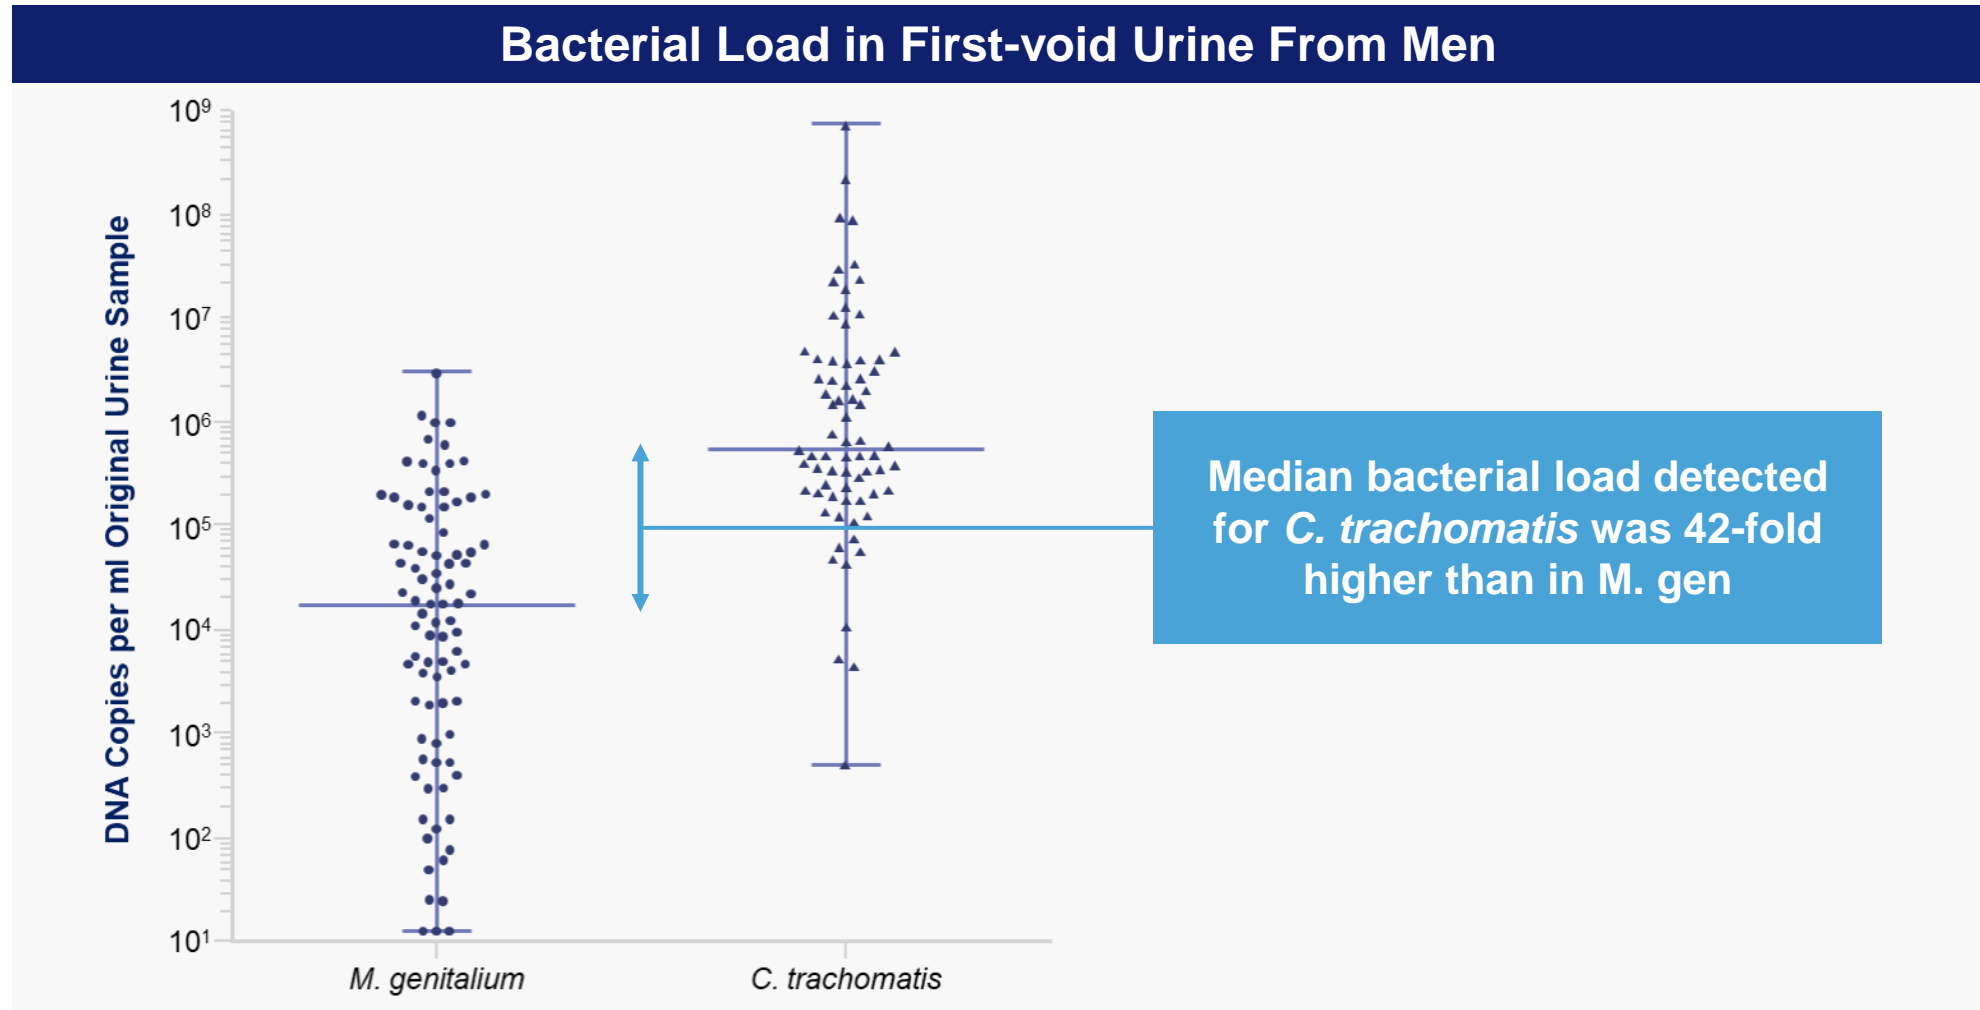 Bacterial Load in First-void Urine From Men
DNA Copies per ml Original Urine Sample
10⁹
10⁸
10⁷
10⁶
10⁵
10⁴
10³
10²
10¹
M. genitalium
C. trachomatis
Median bacterial load detected
for C. trachomatis was 42-fold
higher than in M. gen